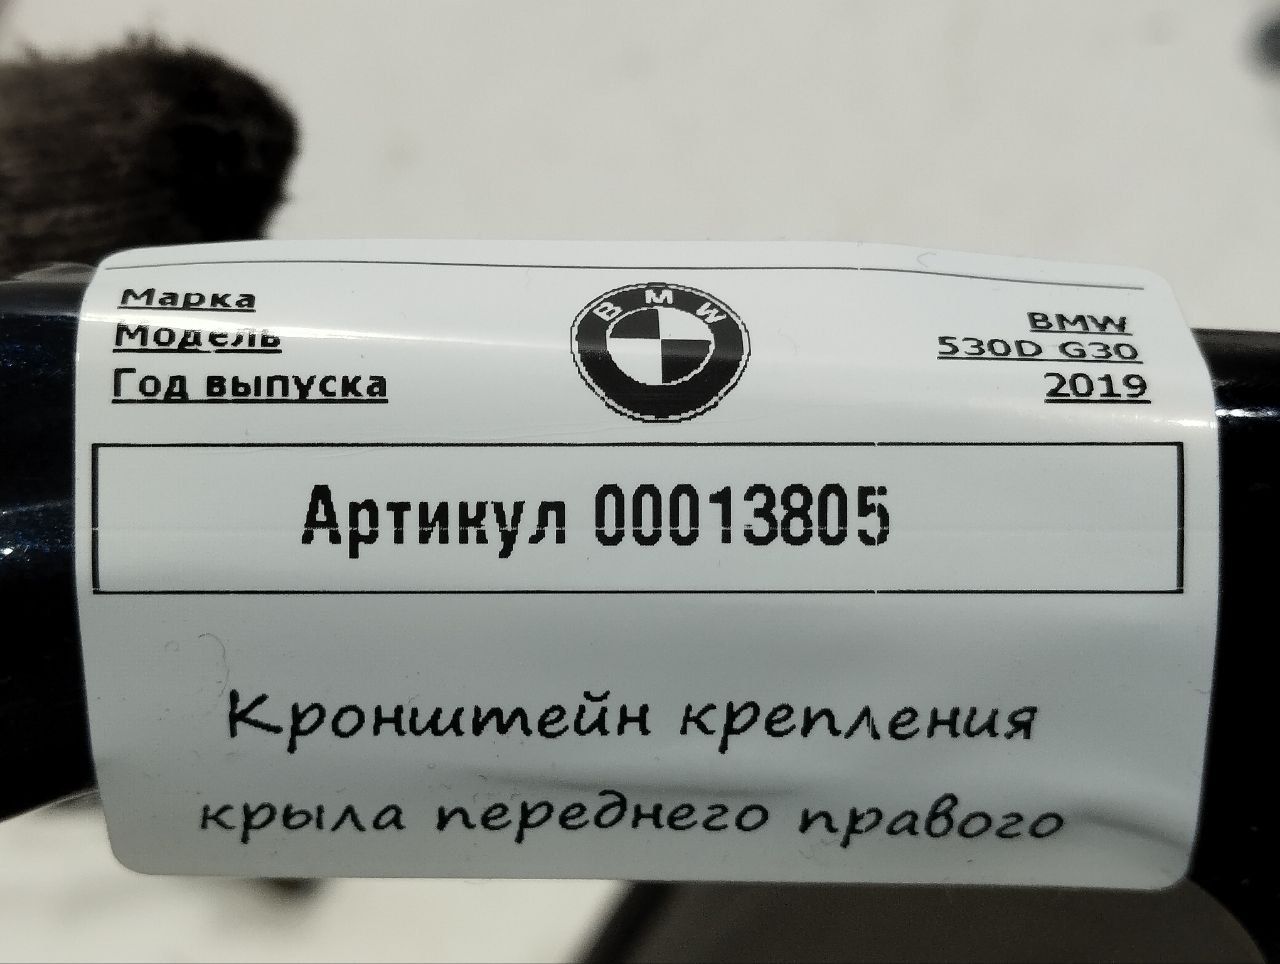 Марка BMW
Модель 530D G30
Год выпуска 2019
BMW
Артикул 00013805
Кронштейн крепления
крыла переднего правого